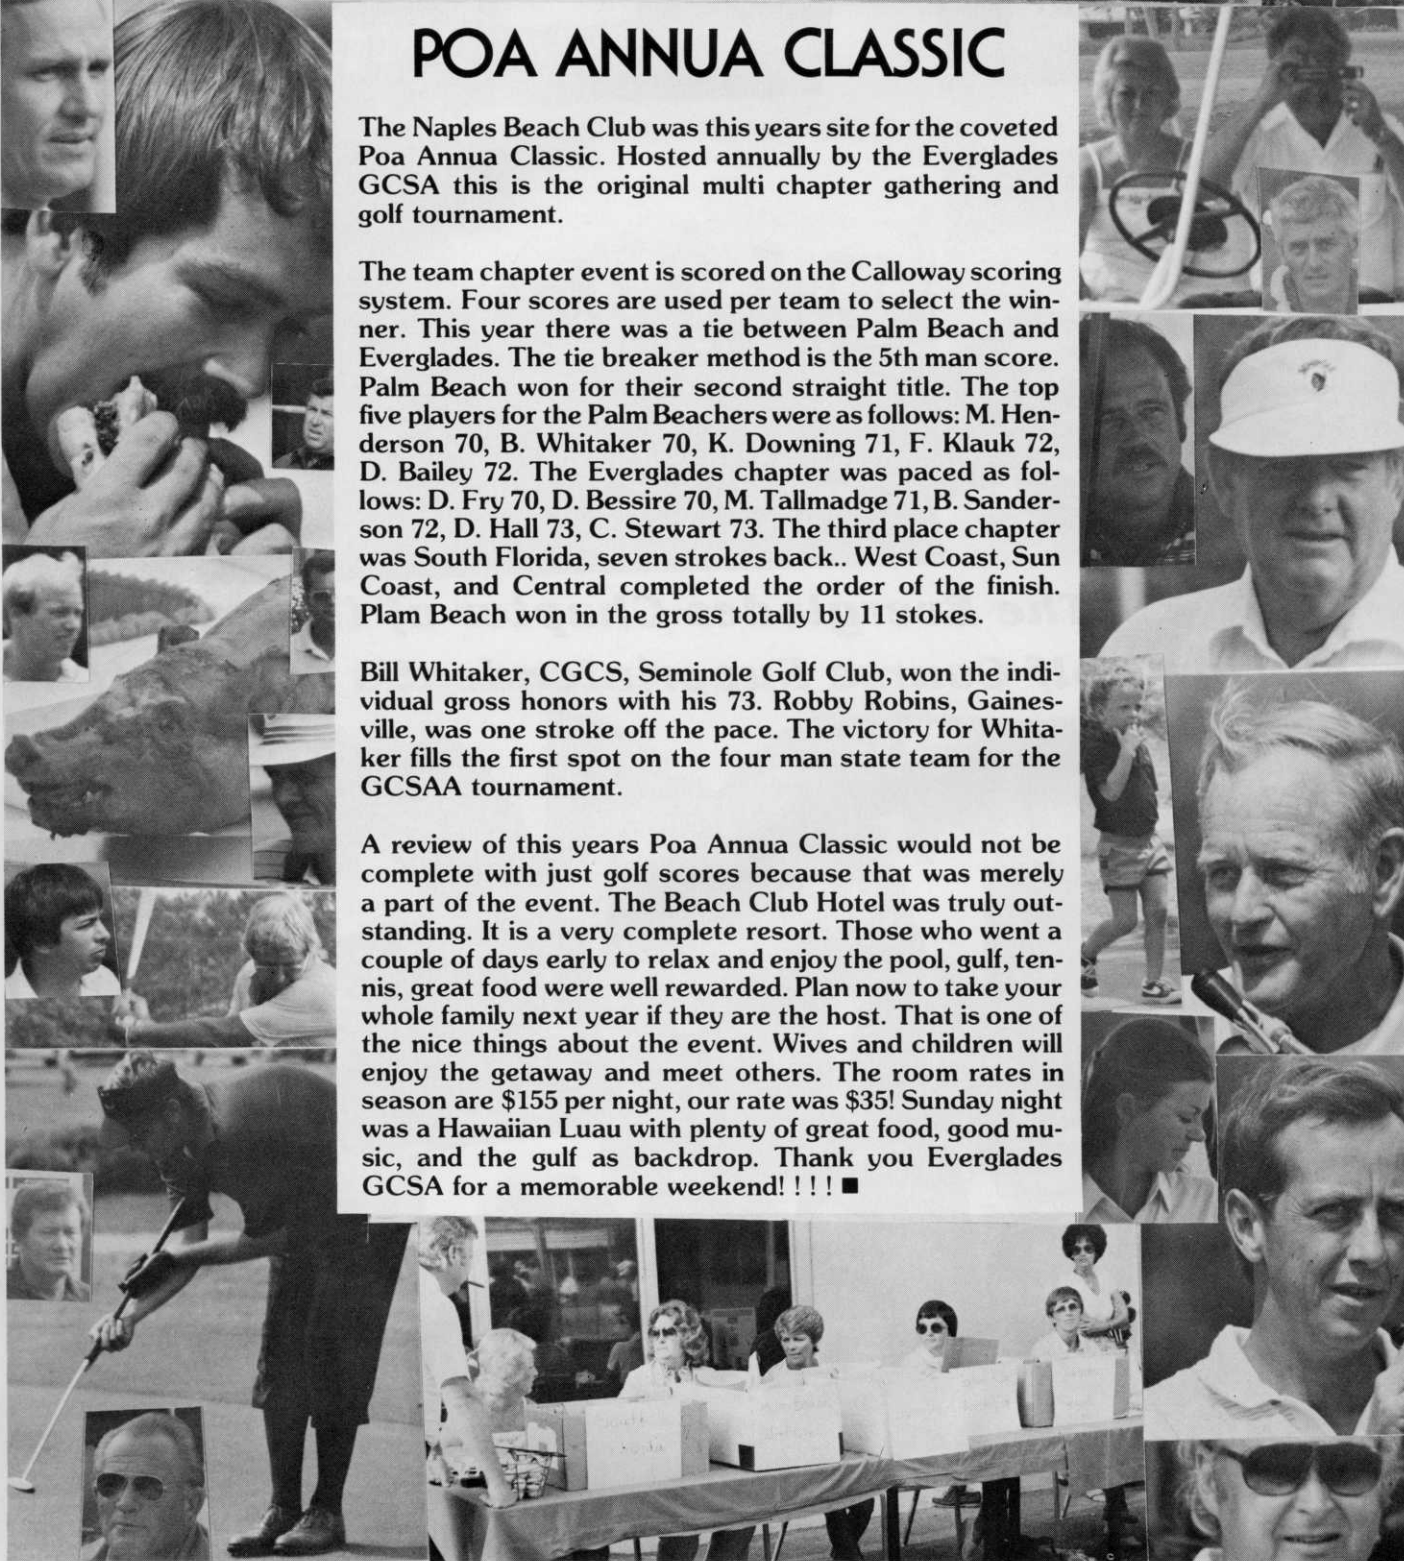 POA ANNUA CLASSIC
The Naples Beach Club was this years site for the coveted
Poa Annua Classic. Hosted annually by the Everglades
GCSA this is the original multi chapter gathering and
golf tournament.
The team chapter event is scored on the Calloway scoring
system. Four scores are used per team to select the win-
ner. This year there was a tie between Palm Beach and
Everglades. The tie breaker method is the 5th man score.
Palm Beach won for their second straight title. The top
five players for the Palm Beachers were as follows: M. Hen-
derson 70, B. Whitaker 70, K. Downing 71, F. Klauk 72,
D. Bailey 72. The Everglades chapter was paced as fol-
lows: D. Fry 70, D. Bessire 70, M. Tallmadge 71, B. Sander-
son 72, D. Hall 73, C. Stewart 73. The third place chapter
was South Florida, seven strokes back.. West Coast, Sun
Coast, and Central completed the order of the finish.
Plam Beach won in the gross totally by 11 stokes.
Bill Whitaker, CGCS, Seminole Golf Club, won the indi-
vidual gross honors with his 73. Robby Robins, Gaines-
ville, was one stroke off the pace. The victory for Whita-
ker fills the first spot on the four man state team for the
GCSAA tournament.
A review of this years Poa Annua Classic would not be
complete with just golf scores because that was merely
a part of the event. The Beach Club Hotel was truly out-
standing. It is a very complete resort. Those who went a
couple of days early to relax and enjoy the pool, gulf, ten-
nis, great food were well rewarded. Plan now to take your
whole family next year if they are the host. That is one of
the nice things about the event. Wives and children will
enjoy the getaway and meet others. The room rates in
season are $155 per night, our rate was $35! Sunday night
was a Hawaiian Luau with plenty of great food, good mu-
sic, and the gulf as backdrop. Thank you Everglades
GCSA for a memorable weekend! ! ! ! ■